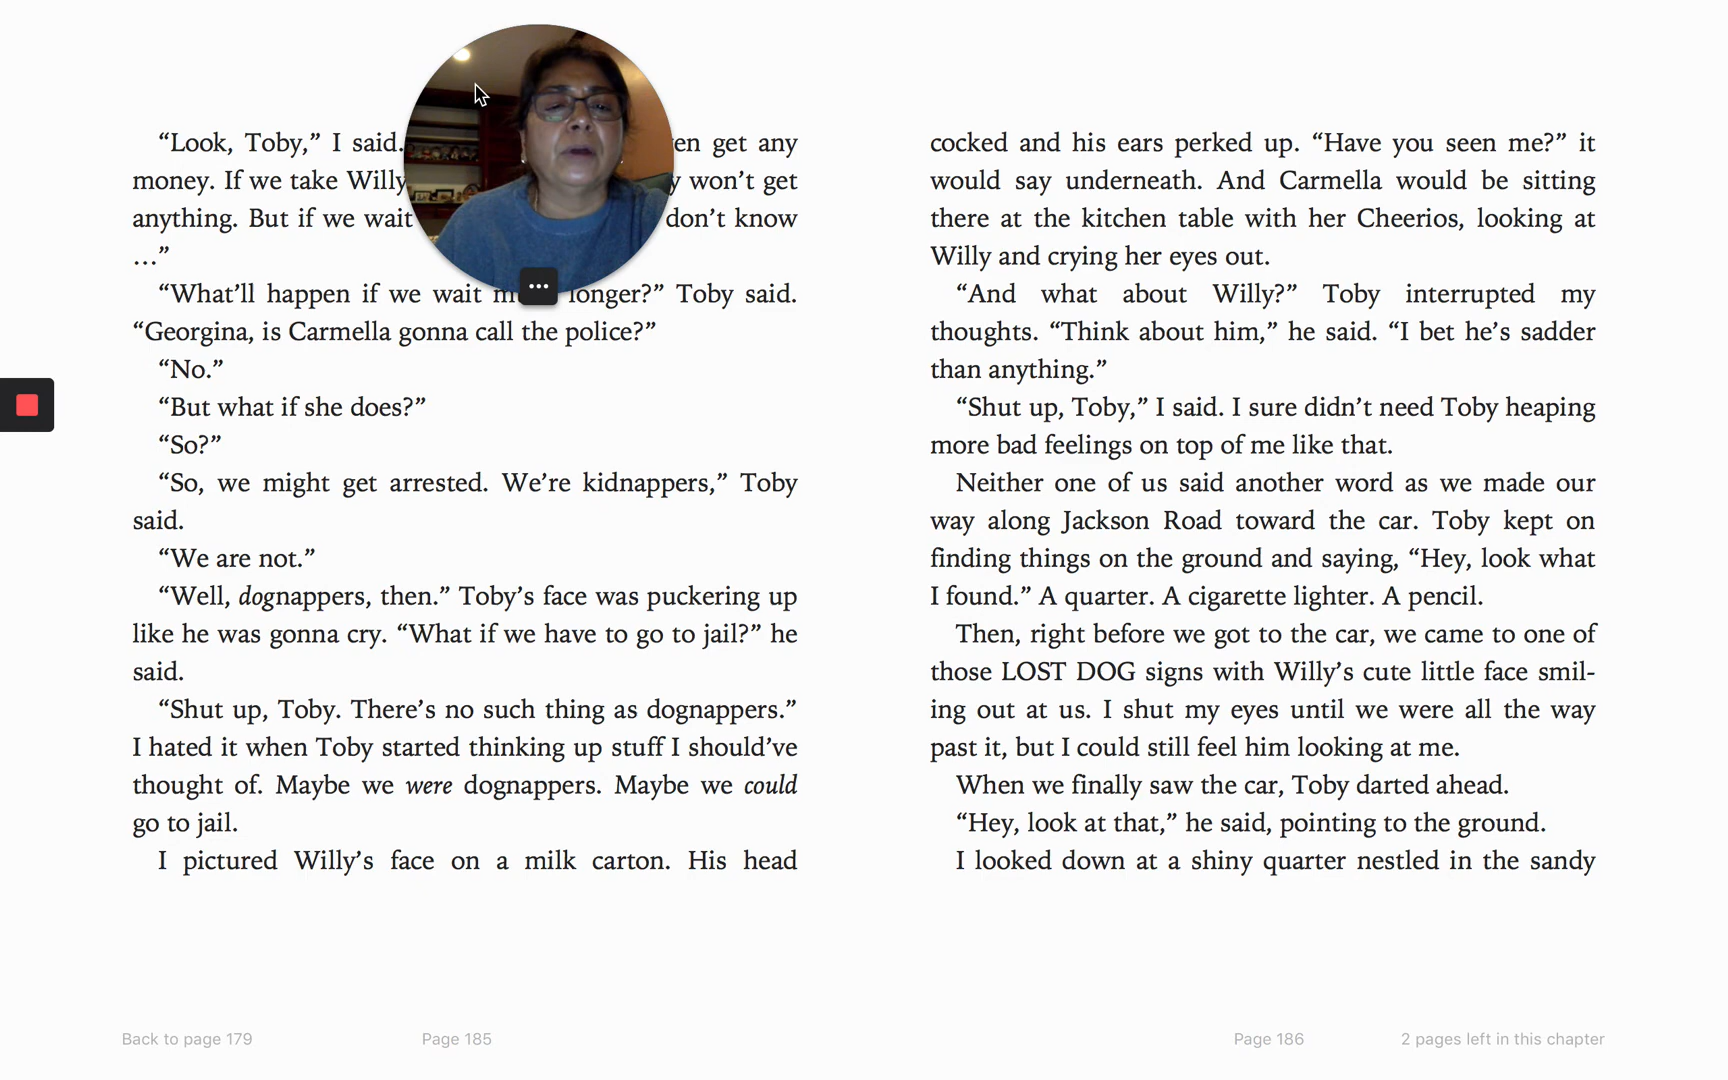 “Look, Toby,” I said. en get any
money. If we take Willy won’t get
anything. But if we wait don’t know
…”
“What’ll happen if we wait longer?” Toby said.
“Georgina, is Carmella gonna call the police?”
“No.”
“But what if she does?”
“So?”
“So, we might get arrested. We’re kidnappers,” Toby
said.
“We are not.”
“Well, dognappers, then.” Toby’s face was puckering up
like he was gonna cry. “What if we have to go to jail?” he
said.
“Shut up, Toby. There’s no such thing as dognappers.”
I hated it when Toby started thinking up stuff I should’ve
thought of. Maybe we were dognappers. Maybe we could
go to jail.
I pictured Willy’s face on a milk carton. His head
cocked and his ears perked up. “Have you seen me?” it
would say underneath. And Carmella would be sitting
there at the kitchen table with her Cheerios, looking at
Willy and crying her eyes out.
“And what about Willy?” Toby interrupted my
thoughts. “Think about him,” he said. “I bet he’s sadder
than anything.”
“Shut up, Toby,” I said. I sure didn’t need Toby heaping
more bad feelings on top of me like that.
Neither one of us said another word as we made our
way along Jackson Road toward the car. Toby kept on
finding things on the ground and saying, “Hey, look what
I found.” A quarter. A cigarette lighter. A pencil.
Then, right before we got to the car, we came to one of
those LOST DOG signs with Willy’s cute little face smil-
ing out at us. I shut my eyes until we were all the way
past it, but I could still feel him looking at me.
When we finally saw the car, Toby darted ahead.
“Hey, look at that,” he said, pointing to the ground.
I looked down at a shiny quarter nestled in the sandy
Back to page 179
Page 185
Page 186
2 pages left in this chapter